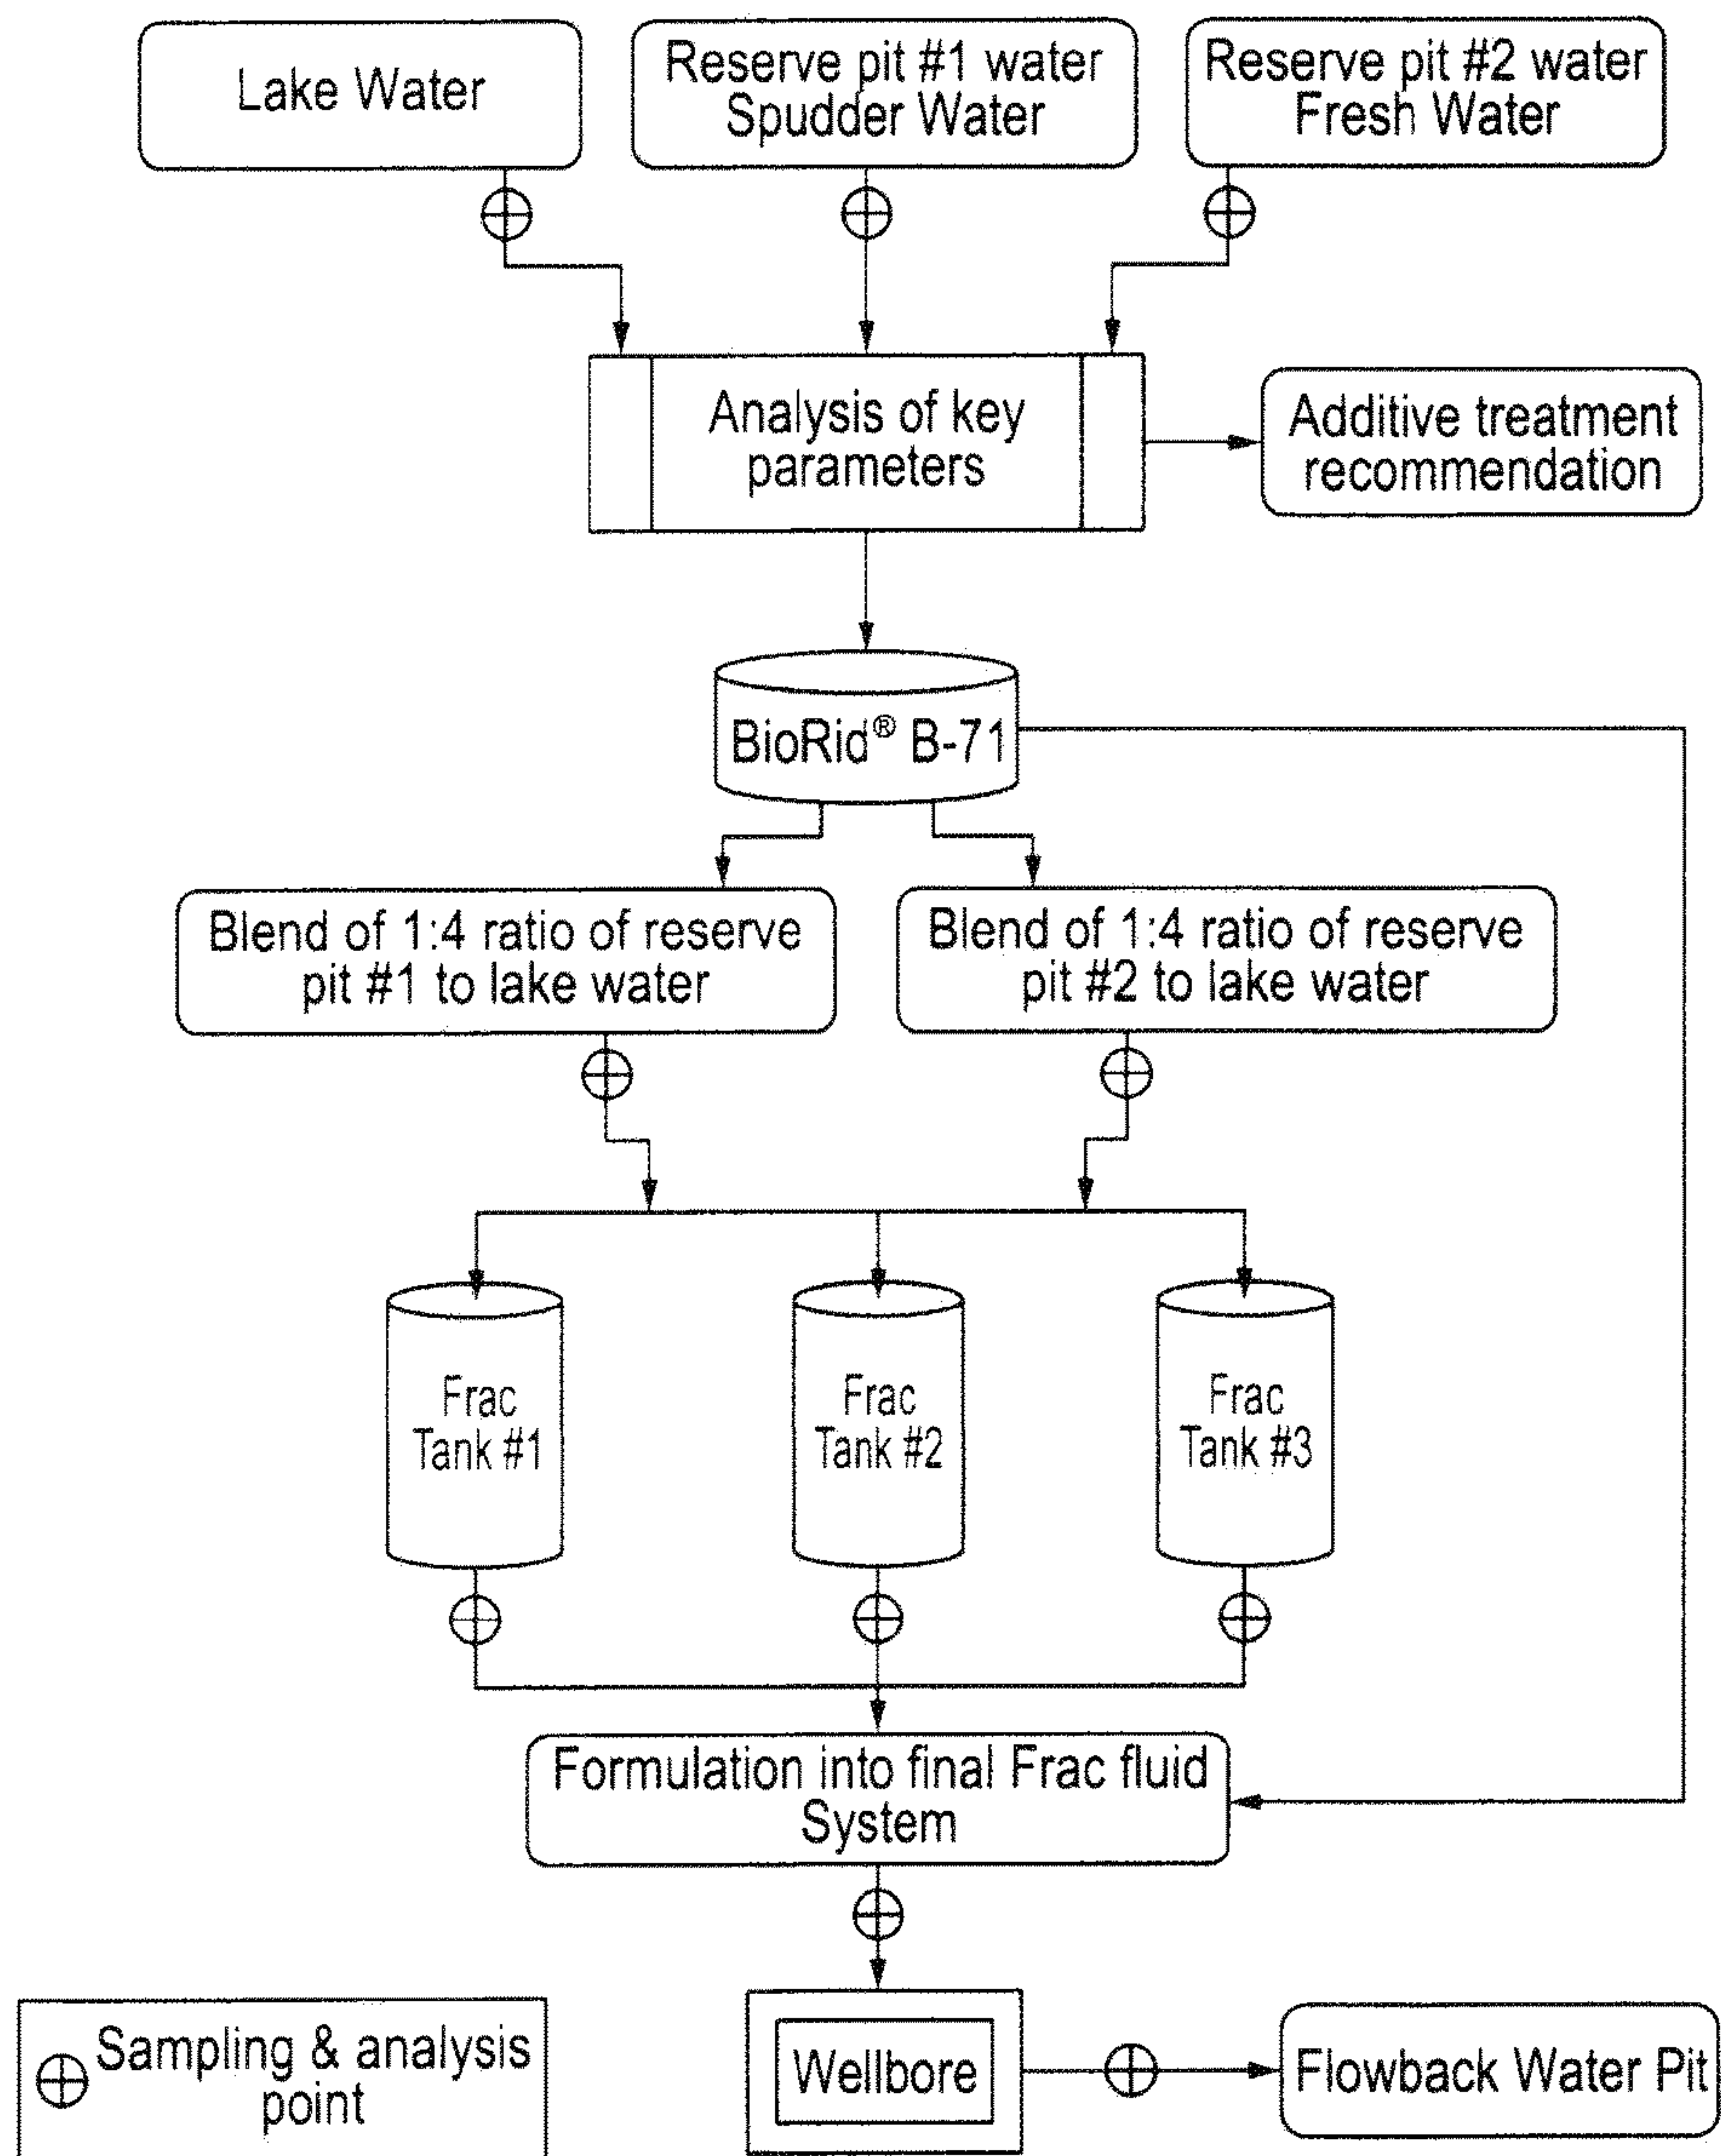 Lake Water
Reserve pit #1 water
Spudder Water
Reserve pit #2 water
Fresh Water
Analysis of key
parameters
Additive treatment
recommendation
BioRid® B-71
Blend of 1:4 ratio of reserve
pit #1 to lake water
Blend of 1:4 ratio of reserve
pit #2 to lake water
Frac
Tank #1
Frac
Tank #2
Frac
Tank #3
Formulation into final Frac fluid
System
Sampling & analysis
point
Wellbore
Flowback Water Pit